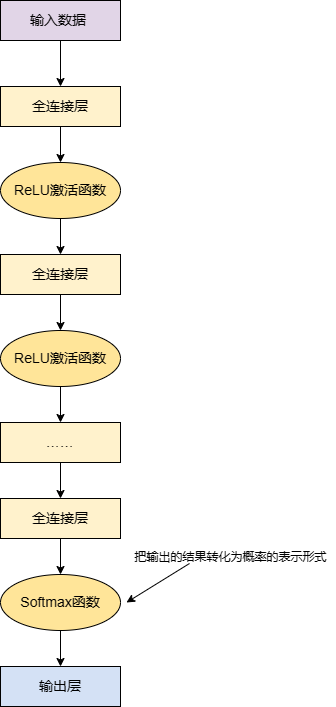 输入数据
全连接层
ReLU激活函数
全连接层
ReLU激活函数
……
全连接层
把输出的结果转化为概率的表示形式
Softmax函数
输出层